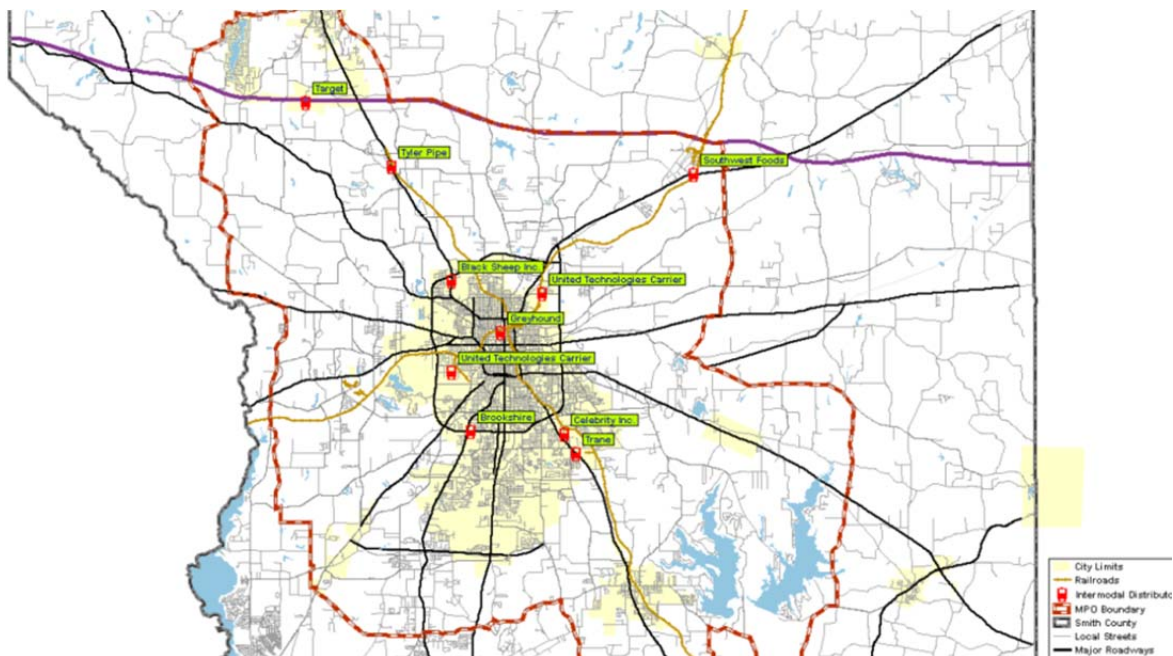 Target
Tyler Pipe
Southwest Foods
Black Sheep Inc.
United Technologies Carrier
Greyhound
United Technologies Carrier
Brookshire
Celebrity Inc.
Trane
City Limits
Railroads
Intermodal Distributo
MPO Boundary
Smith County
Local Streets
Major Roadways